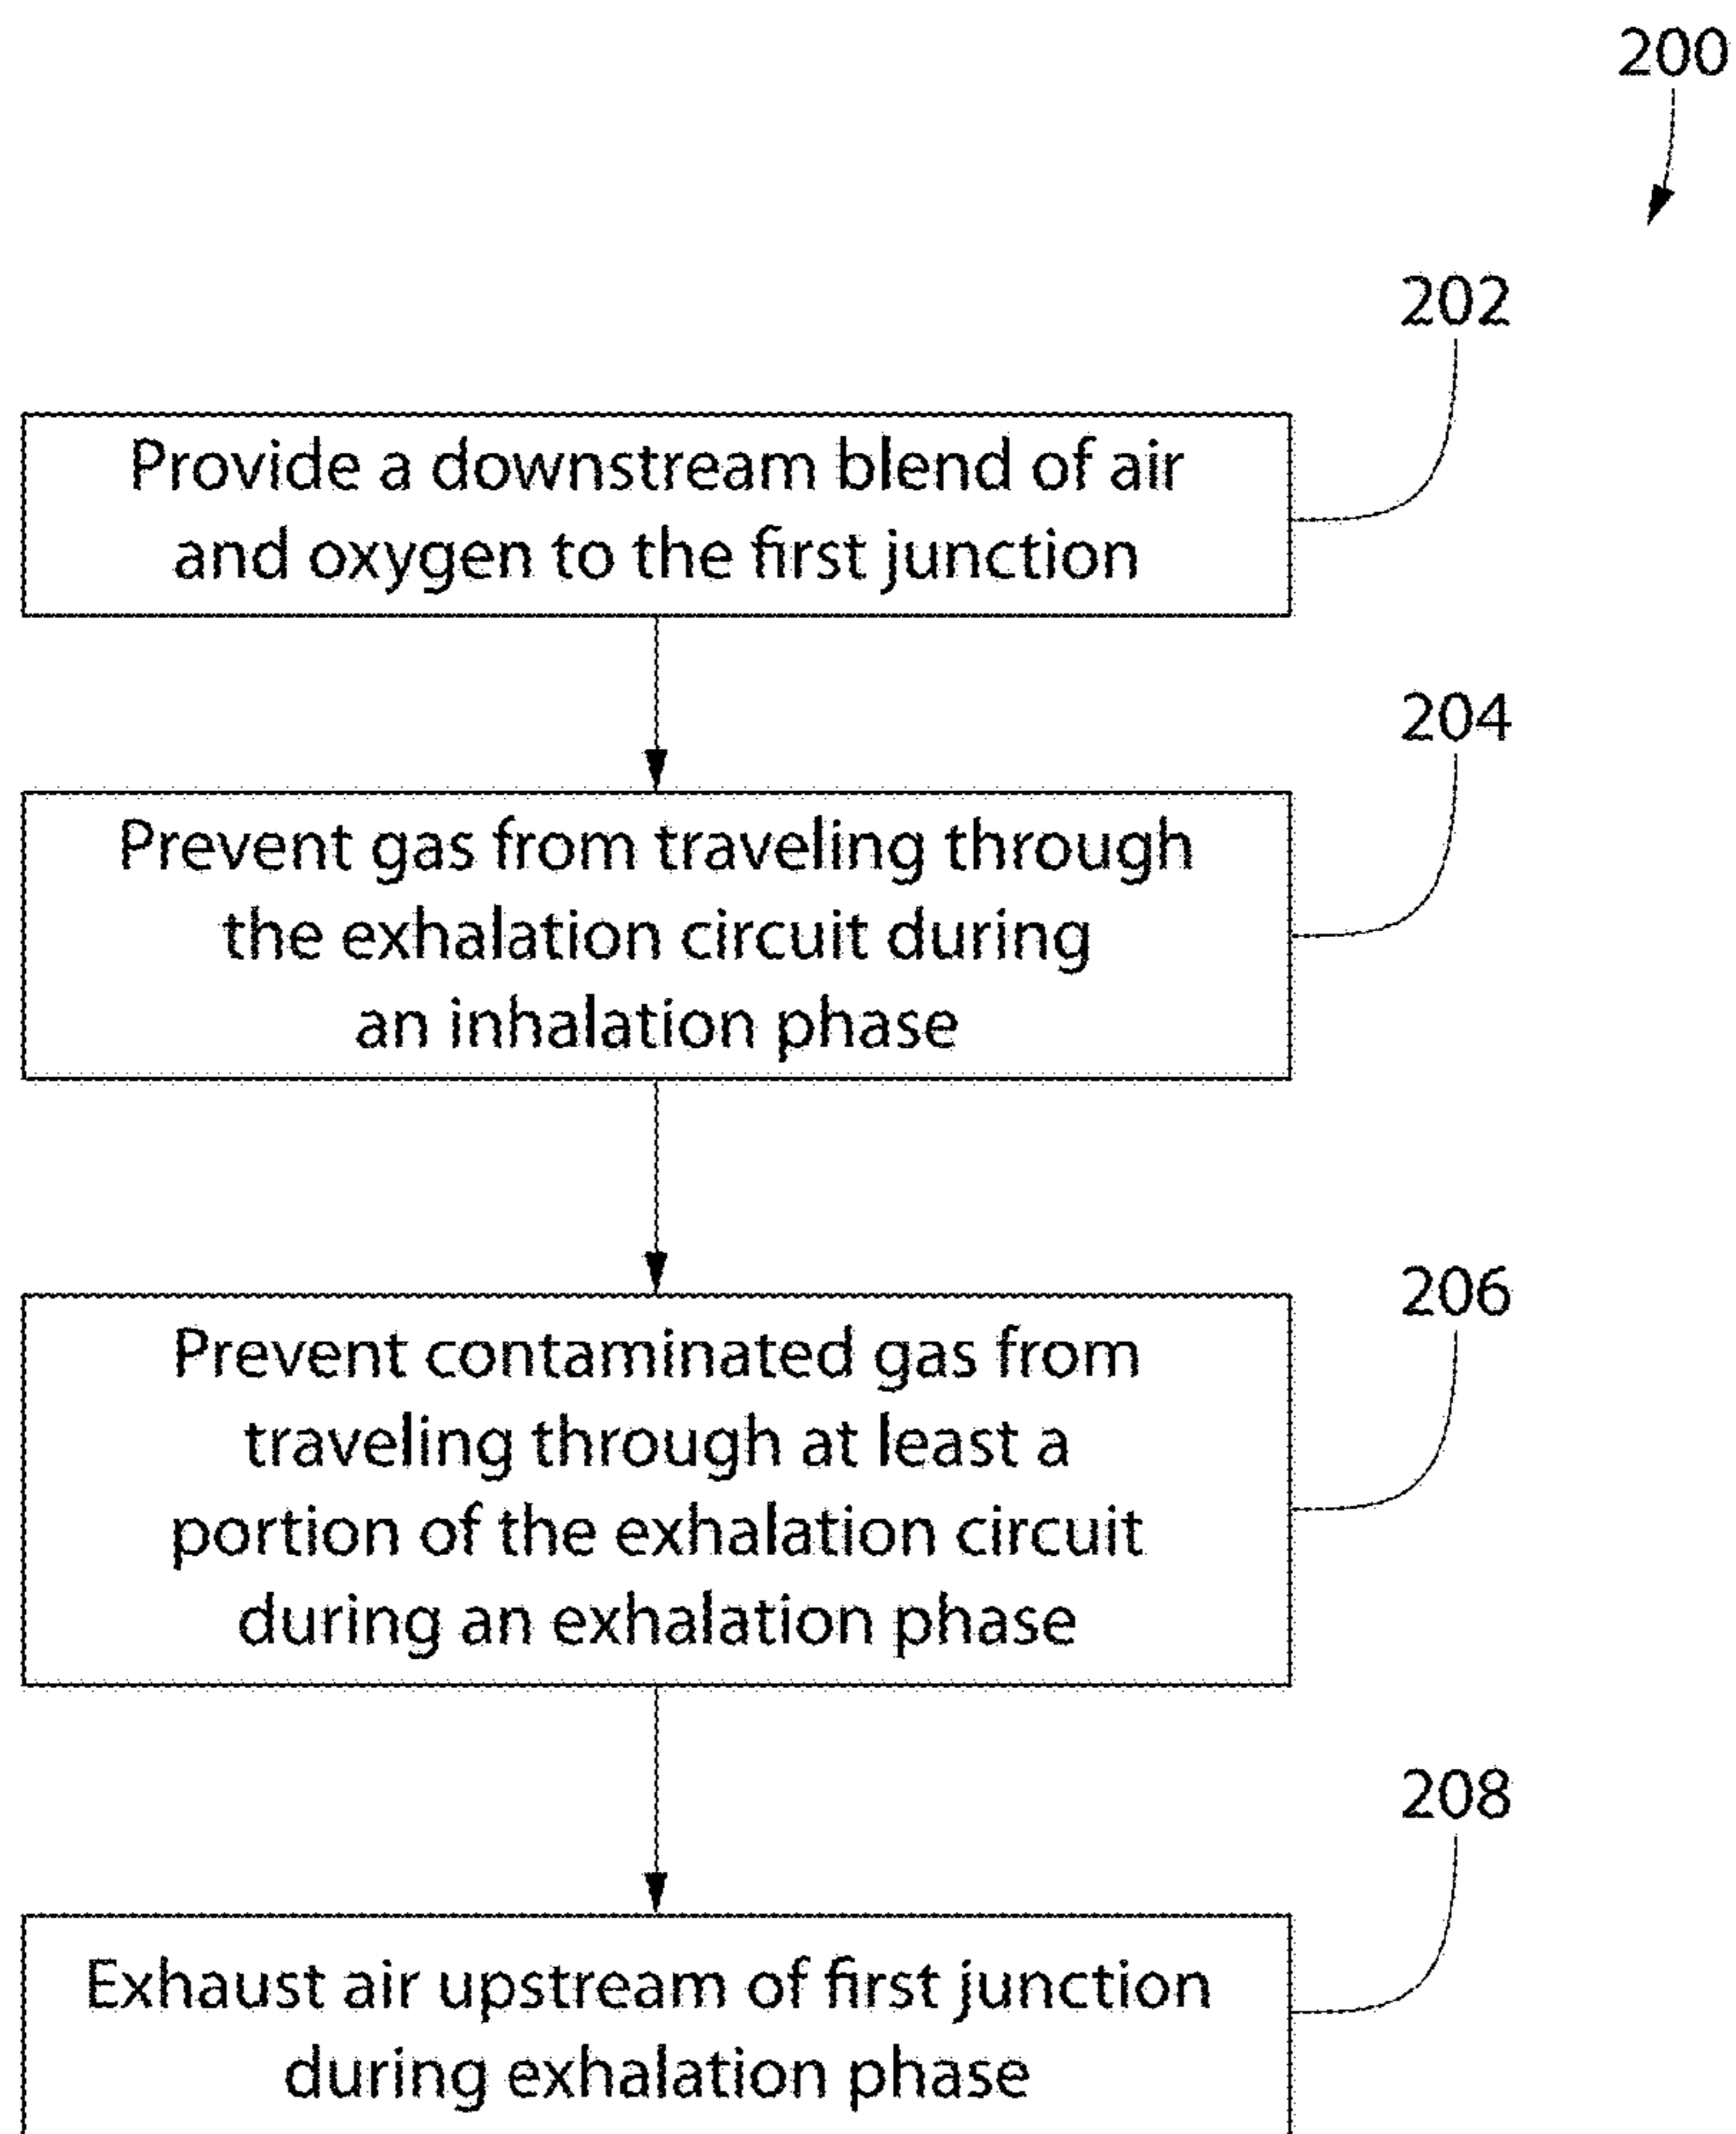 200
202
Provide a downstream blend of air
and oxygen to the first junction
204
Prevent gas from traveling through
the exhalation circuit during
an inhalation phase
206
Prevent contaminated gas from
traveling through at least a
portion of the exhalation circuit
during an exhalation phase
208
Exhaust air upstream of first junction
during exhalation phase